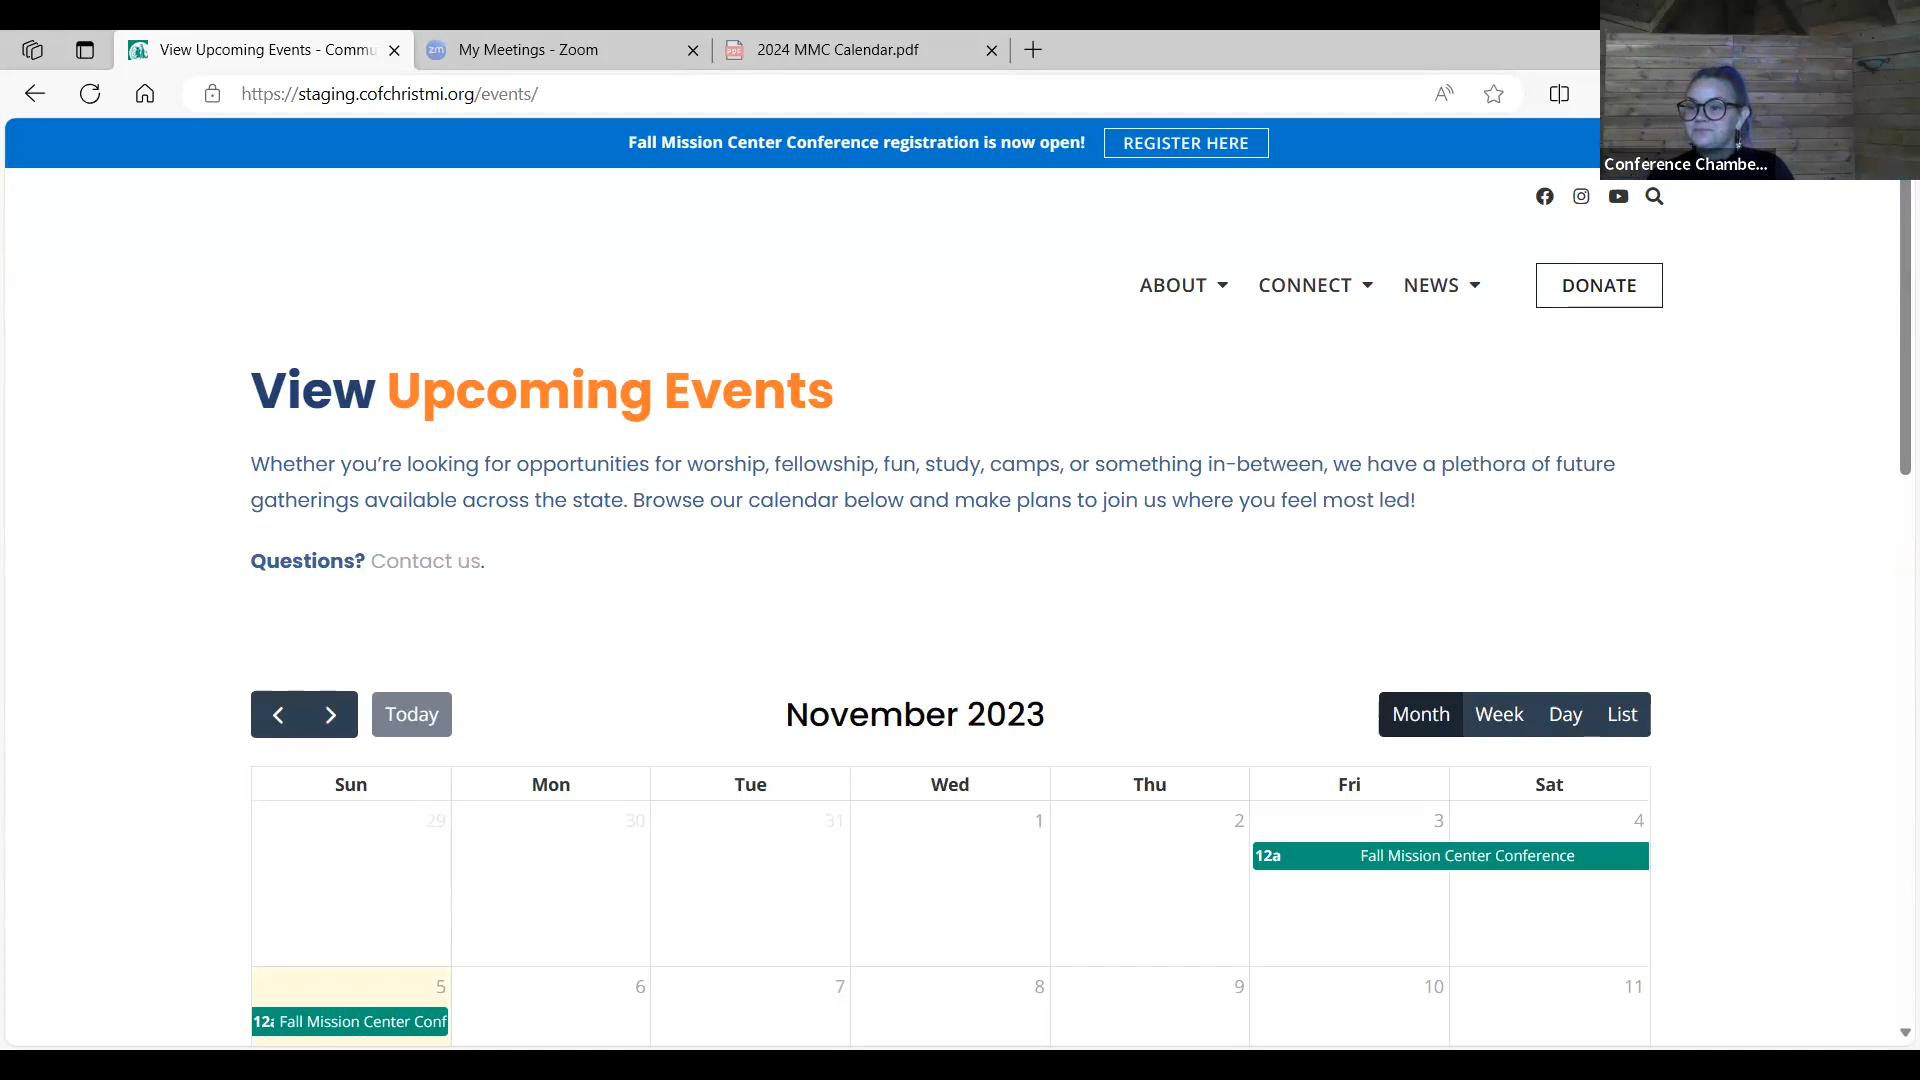 View Upcoming Events - Commu
My Meetings - Zoom
2024 MMC Calendar.pdf
https://staging.cofchristmi.org/events/
Fall Mission Center Conference registration is now open!
REGISTER HERE
Conference Chambe...
ABOUT
CONNECT
NEWS
DONATE
View Upcoming Events
Whether you’re looking for opportunities for worship, fellowship, fun, study, camps, or something in-between, we have a plethora of future
gatherings available across the state. Browse our calendar below and make plans to join us where you feel most led!
Questions? Contact us.
Today
November 2023
Month Week Day List
Sun Mon Tue Wed Thu Fri Sat
29 30 31 1 2 3 4
12a Fall Mission Center Conference
5 6 7 8 9 10 11
12a Fall Mission Center Conf